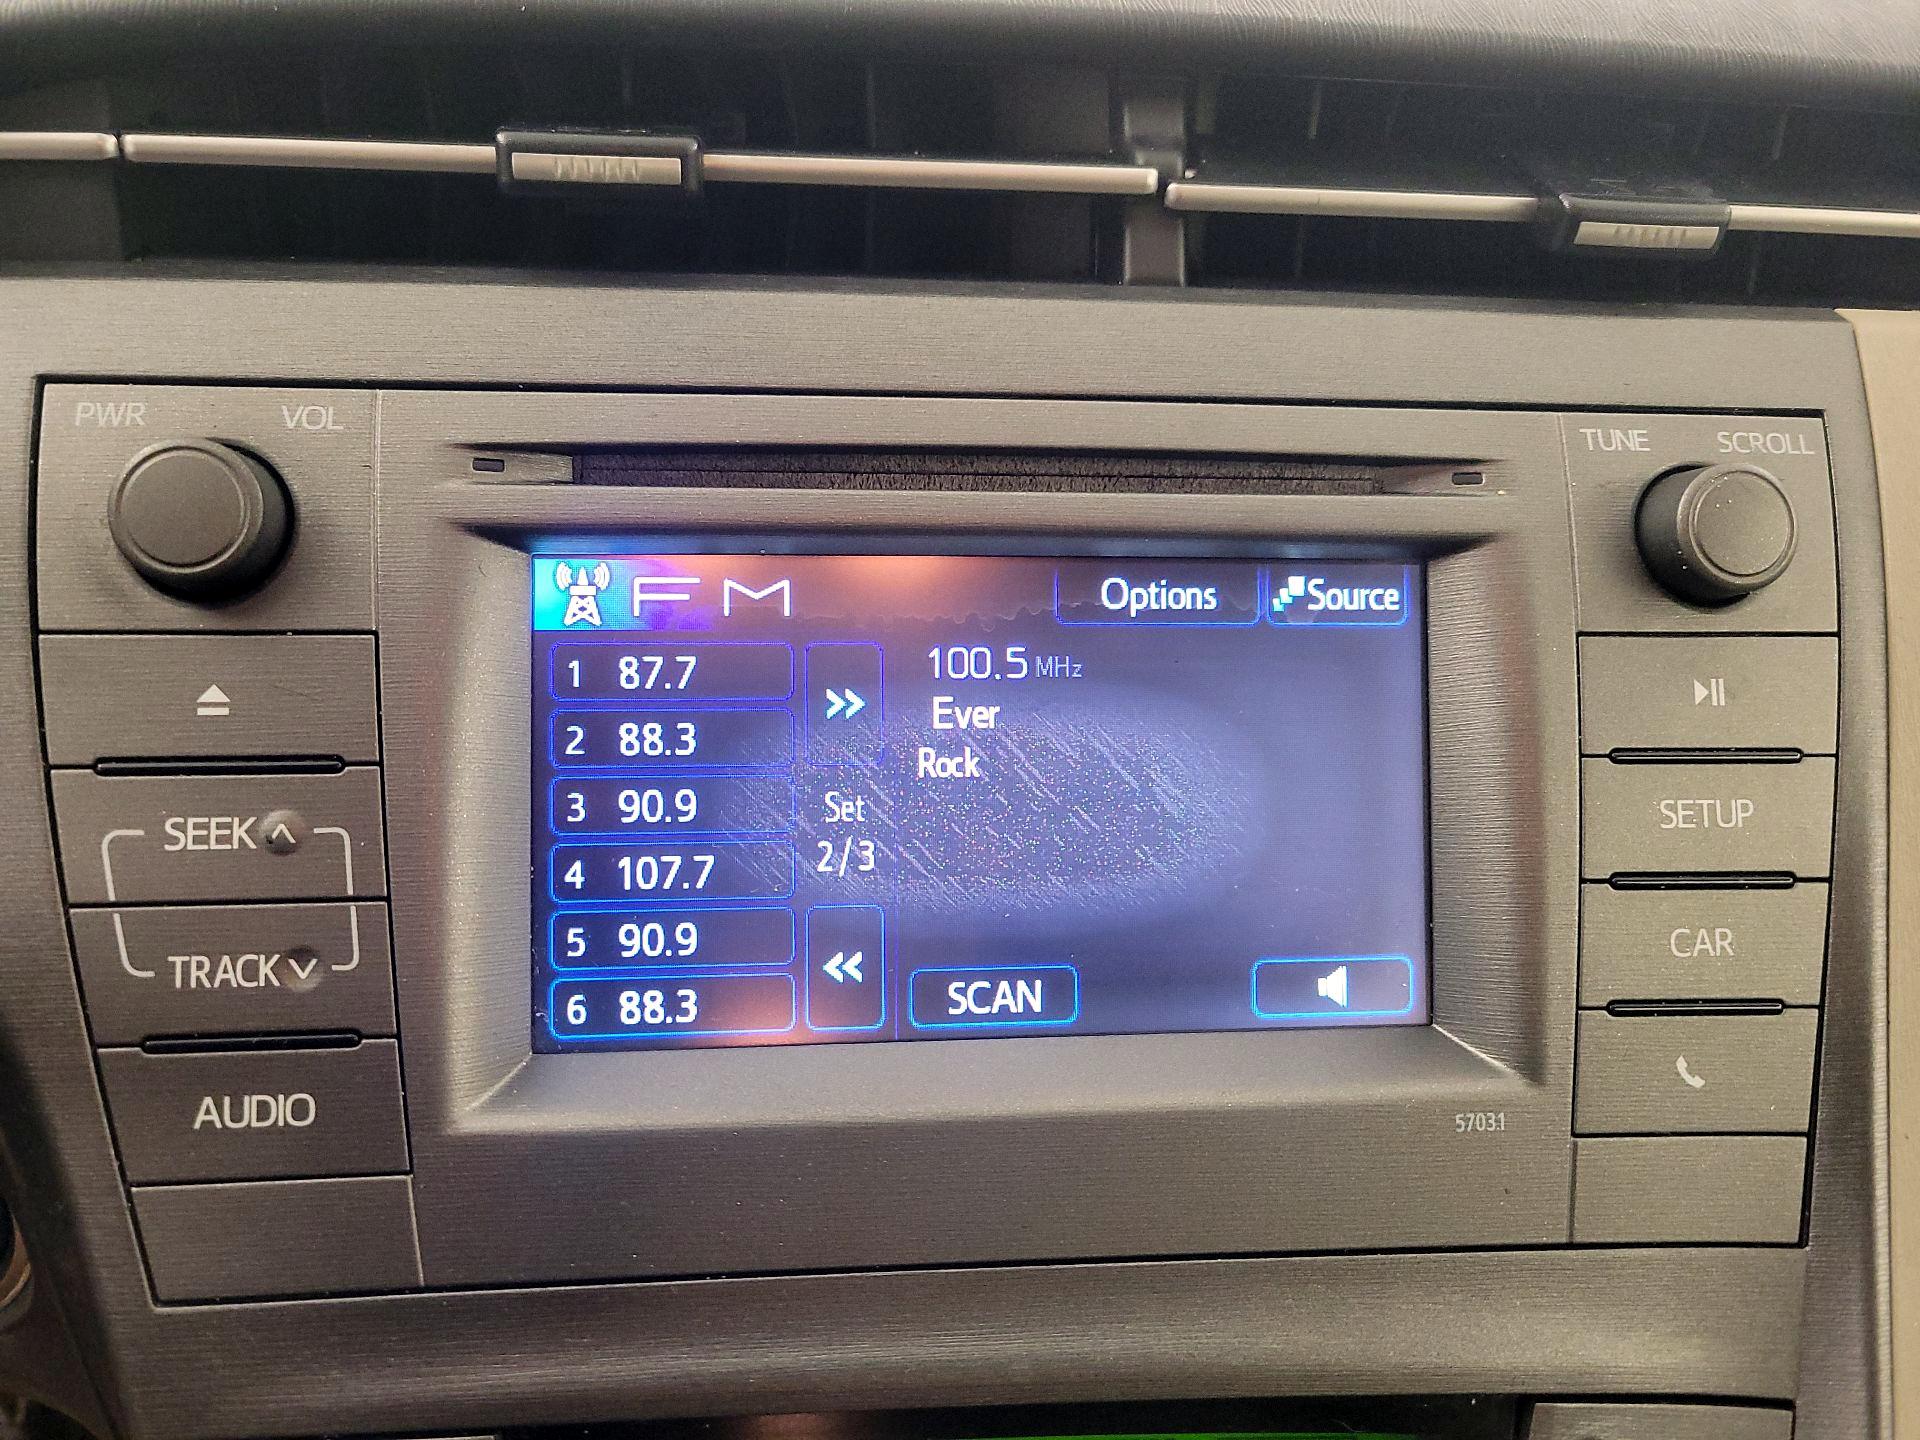 PWR VOL
TUNE SCROLL
FM Options Source
1 87.7
2 88.3
3 90.9
4 107.7
5 90.9
6 88.3
Set
2/3
100.5 MHz
Ever
Rock
SCAN
SEEK
TRACK
AUDIO
SETUP
CAR
57031